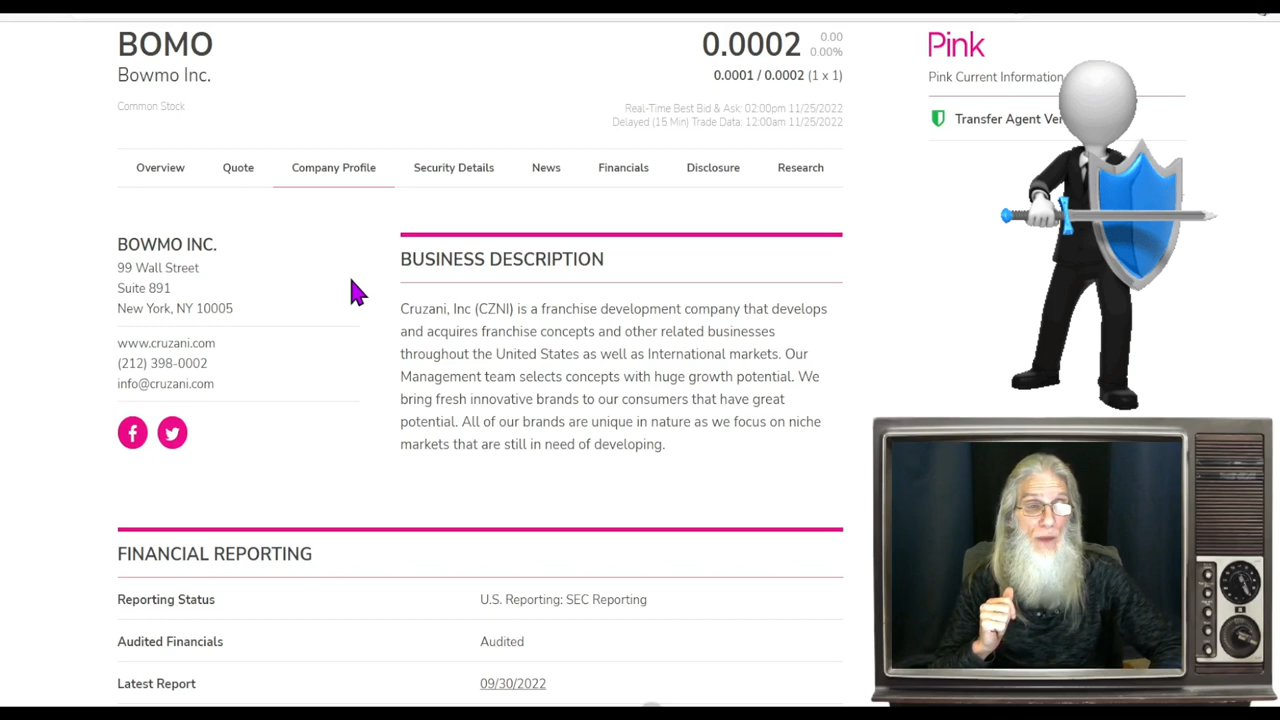 BOMO
Bowmo Inc.
Common Stock
0.0002
0.00
0.00%
0.0001 / 0.0002 (1 x 1)
Real-Time Best Bid & Ask: 02:00pm 11/25/2022
Delayed (15 Min) Trade Data: 12:00am 11/25/2022
Pink
Pink Current Information
Transfer Agent Ver
Overview Quote Company Profile Security Details News Financials Disclosure Research
BOWMO INC.
99 Wall Street
Suite 891
New York, NY 10005
www.cruzani.com
(212) 398-0002
info@cruzani.com
BUSINESS DESCRIPTION
Cruzani, Inc (CZNI) is a franchise development company that develops
and acquires franchise concepts and other related businesses
throughout the United States as well as International markets. Our
Management team selects concepts with huge growth potential. We
bring fresh innovative brands to our consumers that have great
potential. All of our brands are unique in nature as we focus on niche
markets that are still in need of developing.
FINANCIAL REPORTING
Reporting Status U.S. Reporting: SEC Reporting
Audited Financials Audited
Latest Report 09/30/2022